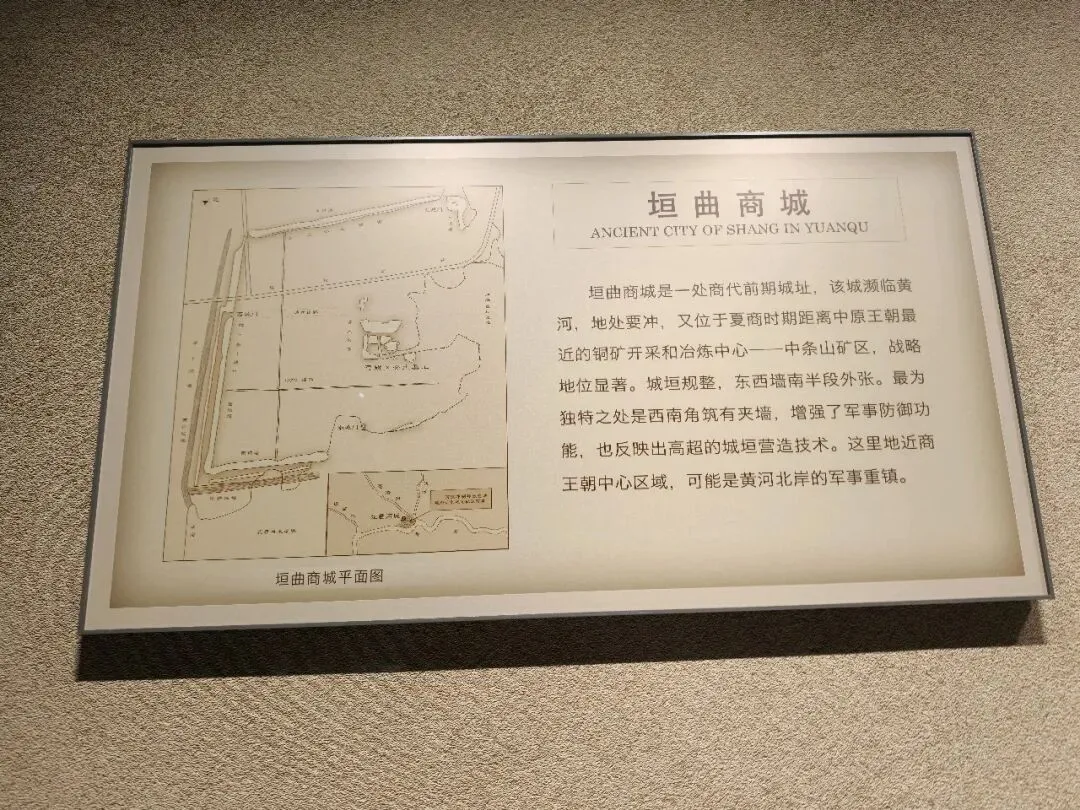 垣曲商城
ANCIENT CITY OF SHANG IN YUANQU
垣曲商城是一处商代前期城址，该城濒临黄
河，地处要冲，又位于夏商时期距离中原王朝最
近的铜矿开采和冶炼中心——中条山矿区，战略
地位显著。城垣规整，东西墙南半段外张。最为
独特之处是西南角筑有夹墙，增强了军事防御功
能，也反映出高超的城垣营造技术。这里地近商
王朝中心区域，可能是黄河北岸的军事重镇。
垣曲商城平面图